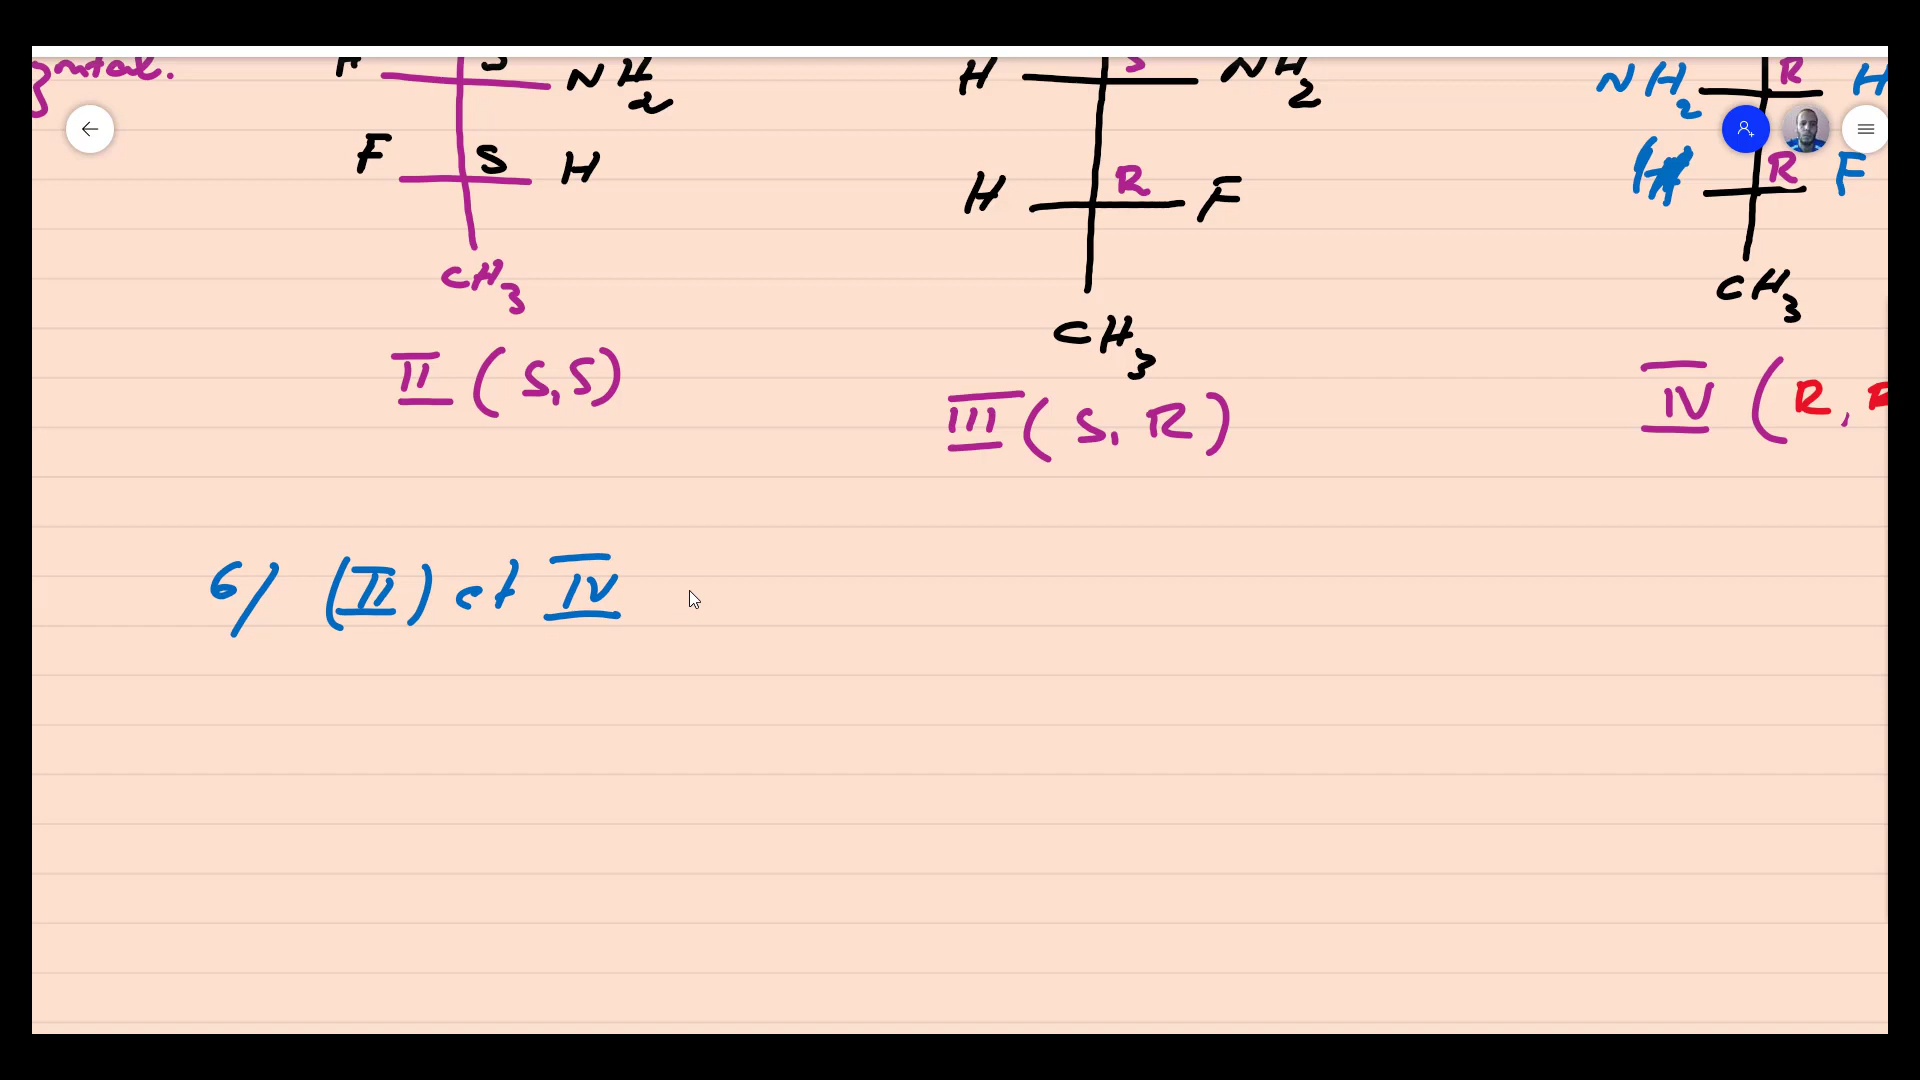 H S NH2
F S H
CH3
II ( S,S)
H S NH2
H R F
CH3
III ( S, R )
NH2 R H
R F
CH3
IV ( R, R
6/ (II) et IV